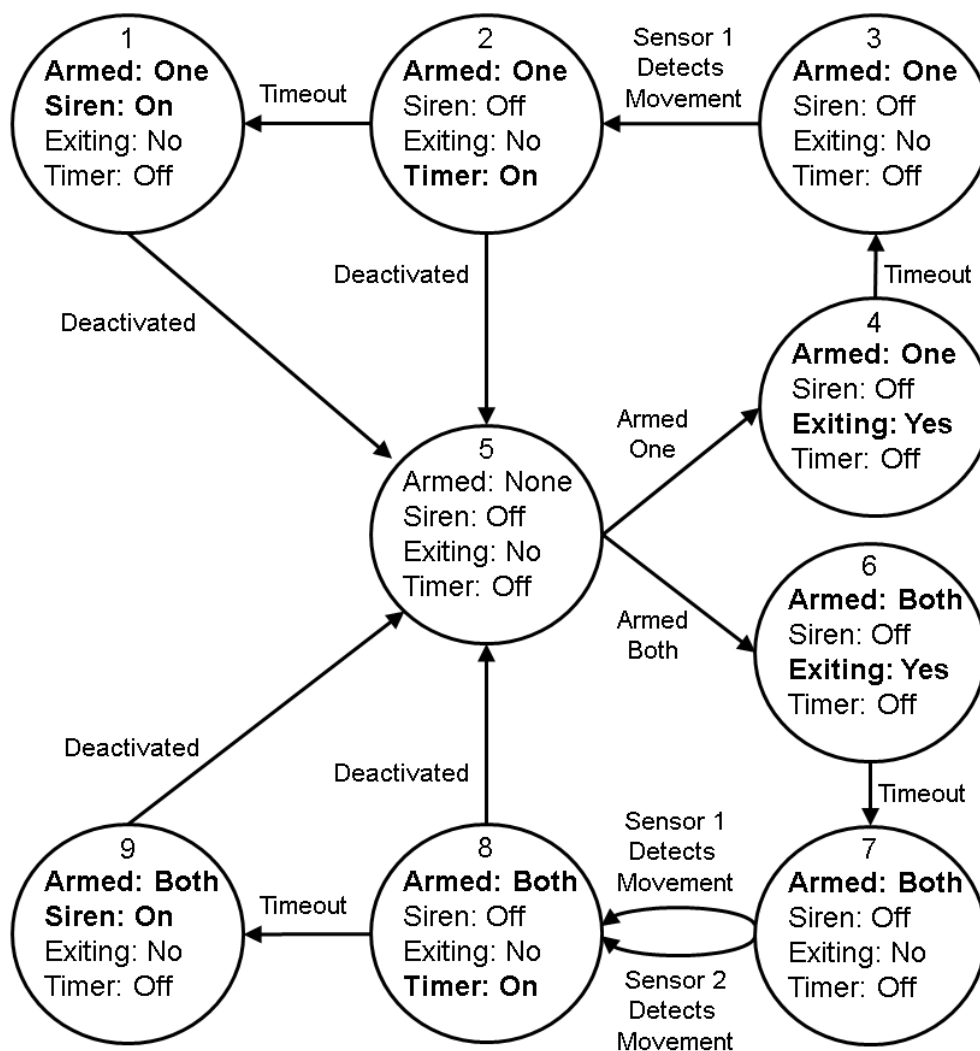 1
Armed: One
Siren: On
Exiting: No
Timer: Off
Timeout
2
Armed: One
Siren: Off
Exiting: No
Timer: On
Sensor 1
Detects
Movement
3
Armed: One
Siren: Off
Exiting: No
Timer: Off
Deactivated
Deactivated
Timeout
4
Armed: One
Siren: Off
Exiting: Yes
Timer: Off
Armed
One
5
Armed: None
Siren: Off
Exiting: No
Timer: Off
Armed
Both
6
Armed: Both
Siren: Off
Exiting: Yes
Timer: Off
Deactivated
Deactivated
Timeout
9
Armed: Both
Siren: On
Exiting: No
Timer: Off
Timeout
8
Armed: Both
Siren: Off
Exiting: No
Timer: On
Sensor 1
Detects
Movement
Sensor 2
Detects
Movement
7
Armed: Both
Siren: Off
Exiting: No
Timer: Off